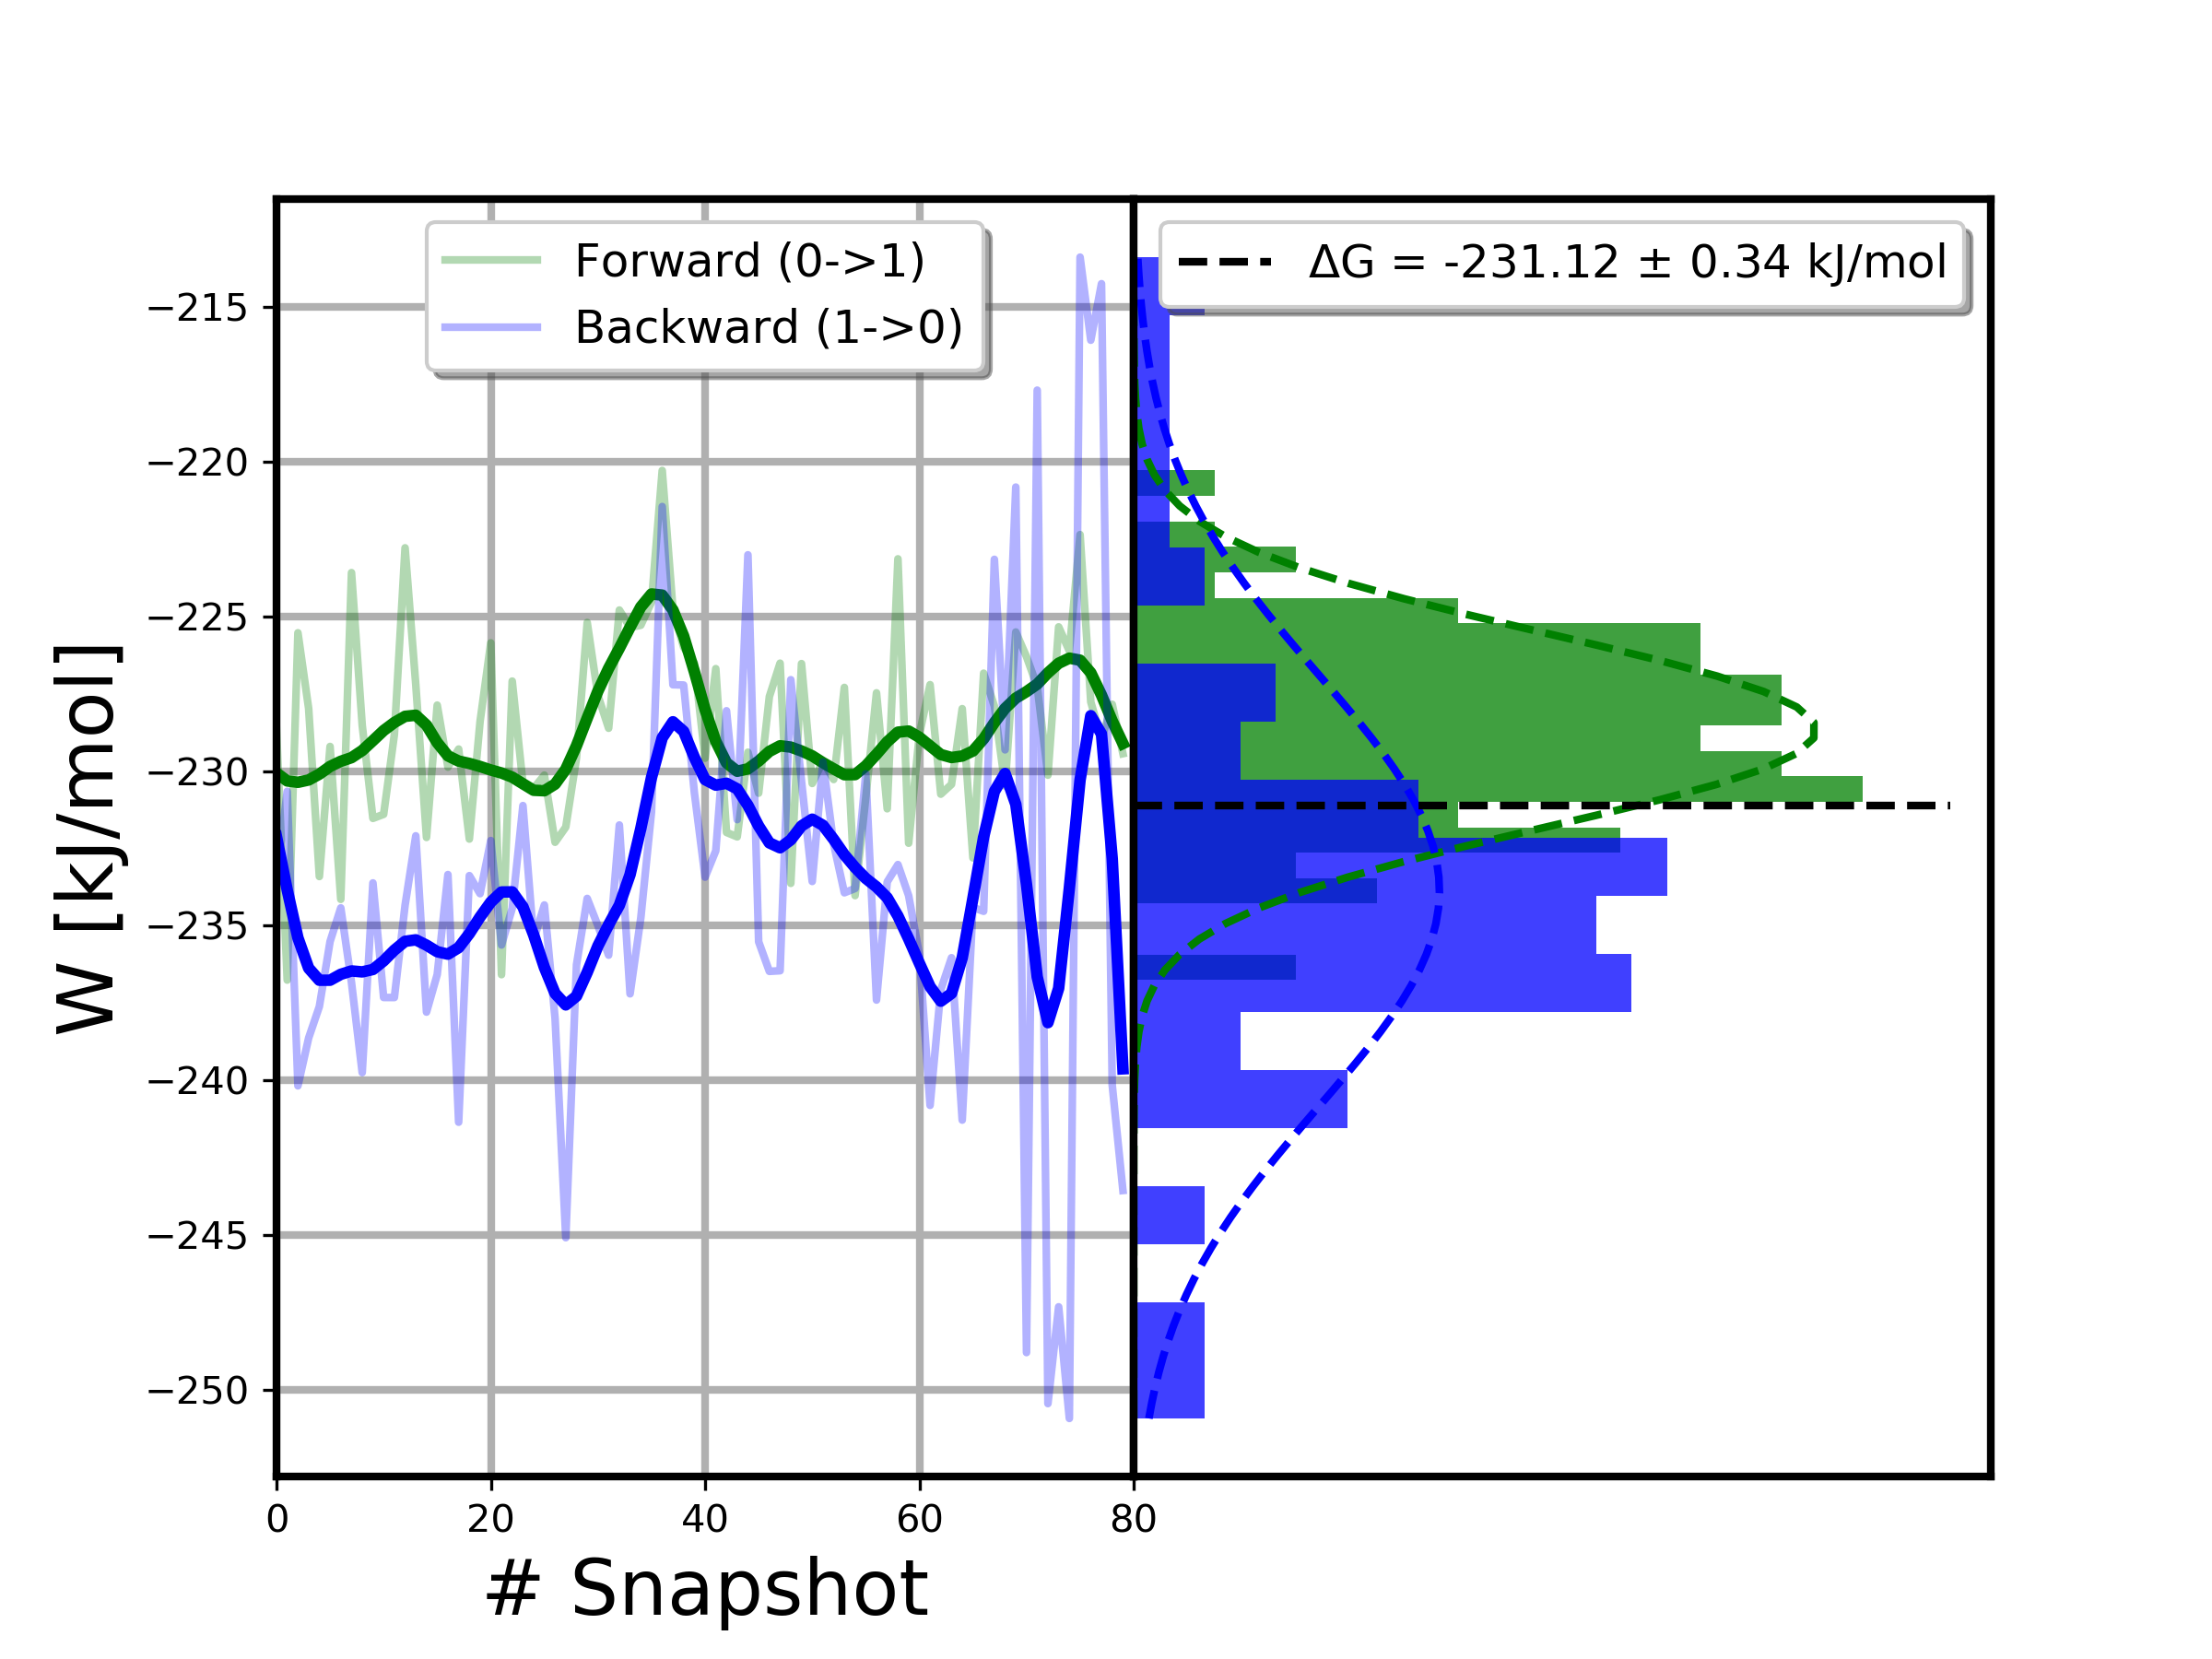 Forward (0->1)
Backward (1->0)
ΔG = -231.12 ± 0.34 kJ/mol
W [kJ/mol]
−215
−220
−225
−230
−235
−240
−245
−250
0 20 40 60 80
# Snapshot